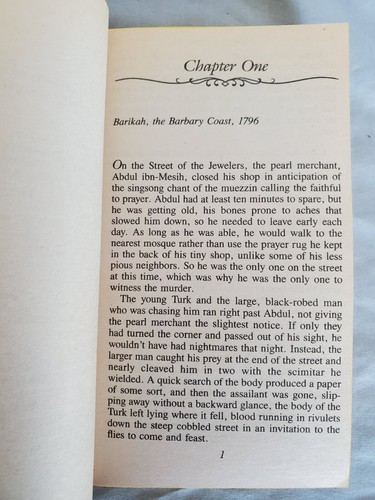 Chapter One
Barikah, the Barbary Coast, 1796
On the Street of the Jewelers, the pearl merchant,
Abdul ibn-Mesih, closed his shop in anticipation of
the singsong chant of the muezzin calling the faithful
to prayer. Abdul had at least ten minutes to spare, but
he was getting old, his bones prone to aches that
slowed him down, so he needed to leave early each
day. As long as he was able, he would walk to the
nearest mosque rather than use the prayer rug he kept
in the back of his tiny shop, unlike some of his less
pious neighbors. So he was the only one on the street
at this time, which was why he was the only one to
witness the murder.
The young Turk and the large, black-robed man
who was chasing him ran right past Abdul, not giving
the pearl merchant the slightest notice. If only they
had turned the corner and passed out of his sight, he
wouldn't have had nightmares that night. Instead, the
larger man caught his prey at the end of the street and
nearly cleaved him in two with the scimitar he
wielded. A quick search of the body produced a paper
of some sort, and then the assailant was gone, slip-
ping away without a backward glance, the body of the
Turk left lying where it fell, blood running in rivulets
down the steep cobbled street in an invitation to the
flies to come and feast.
1